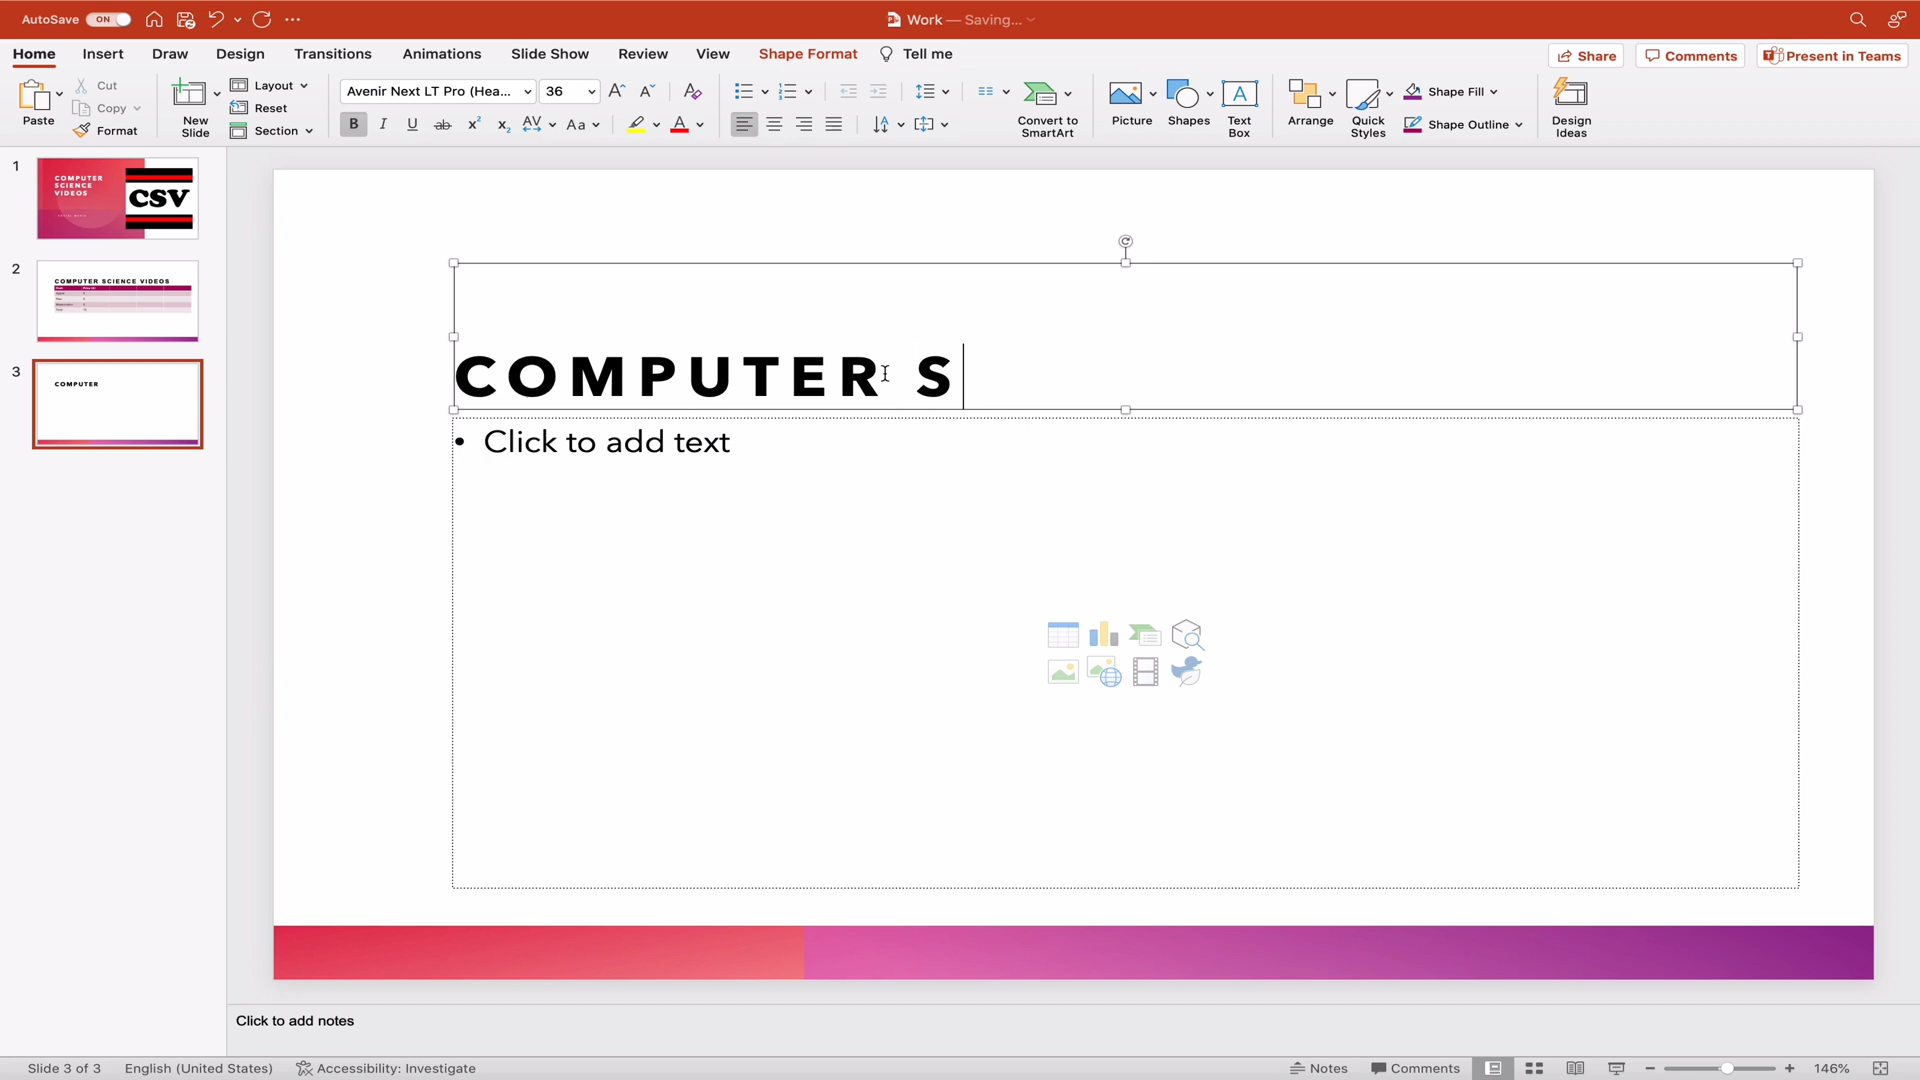 AutoSave ON
Work — Saving...
Home Insert Draw Design Transitions Animations Slide Show Review View Shape Format Tell me
Share Comments Present in Teams
Paste
Cut
Copy
Format
New Slide
Layout
Reset
Section
Avenir Next LT Pro (Hea... 36
Convert to SmartArt
Picture
Shapes
Text Box
Arrange
Quick Styles
Shape Fill
Shape Outline
Design Ideas
1
COMPUTER
SCIENCE
VIDEOS
SOCIAL MEDIA
CSV
2
COMPUTER SCIENCE VIDEOS
3
COMPUTER
COMPUTER S
• Click to add text
Click to add notes
Slide 3 of 3 English (United States) Accessibility: Investigate
Notes Comments 146%